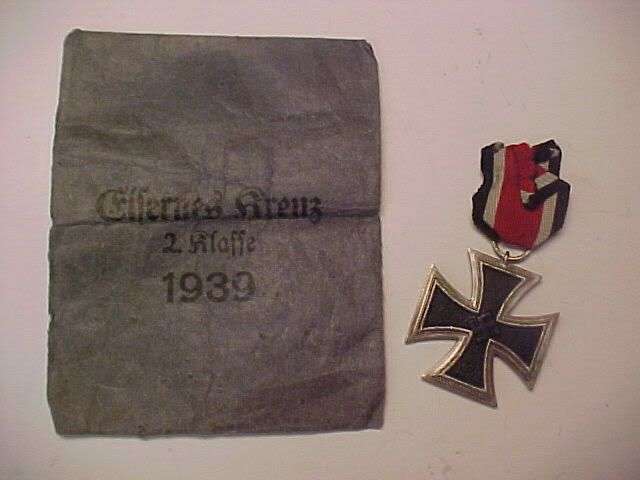 Eisernes Kreuz
2. Klasse
1939